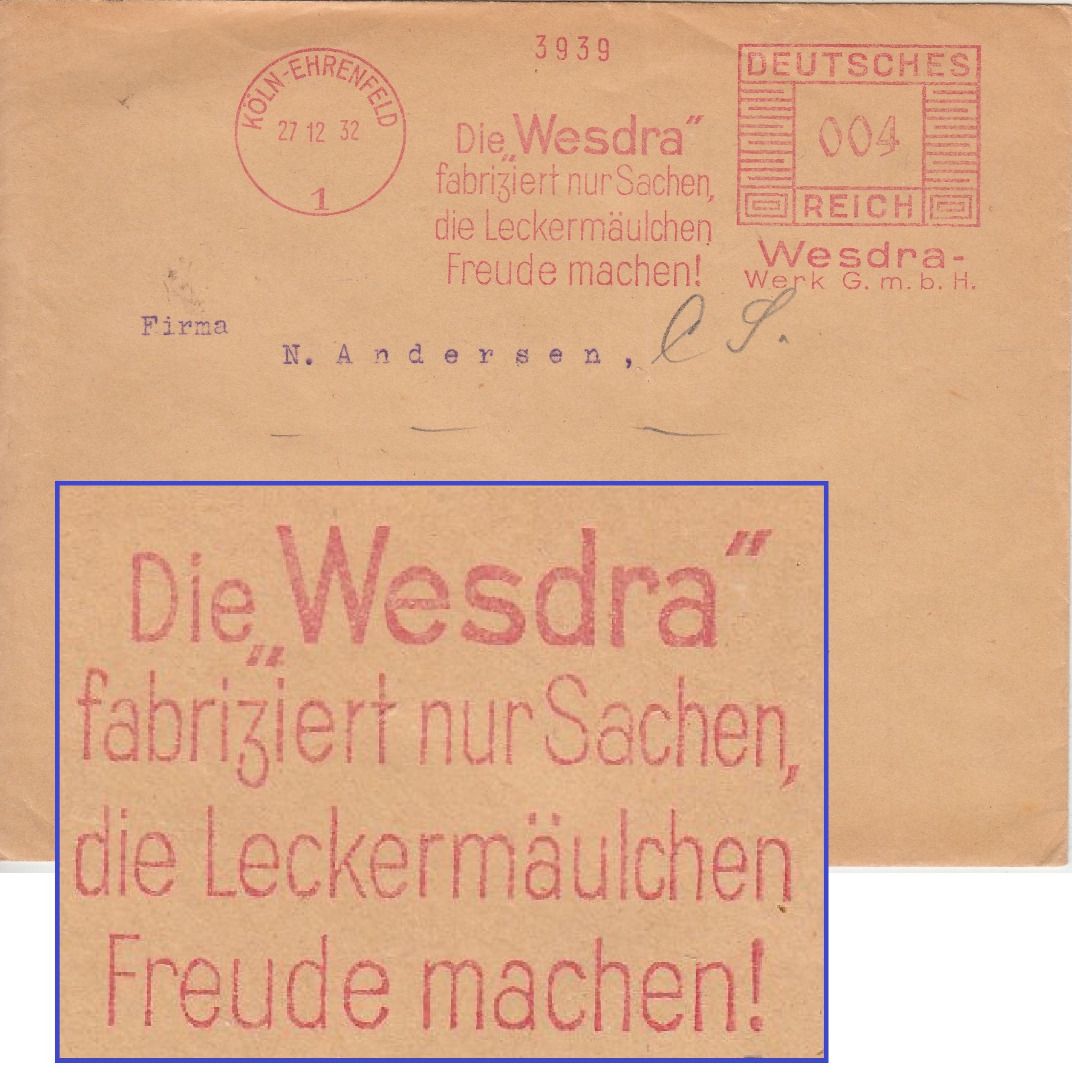 3939
KÖLN-EHRENFELD
27 12 32
1
Die „Wesdra“
fabriziert nur Sachen,
die Leckermäulchen
Freude machen!
DEUTSCHES
004
REICH
Wesdra-
Werk G. m. b. H.
Firma
N. Andersen, C S.
Die „Wesdra“
fabriziert nur Sachen,
die Leckermäulchen
Freude machen!